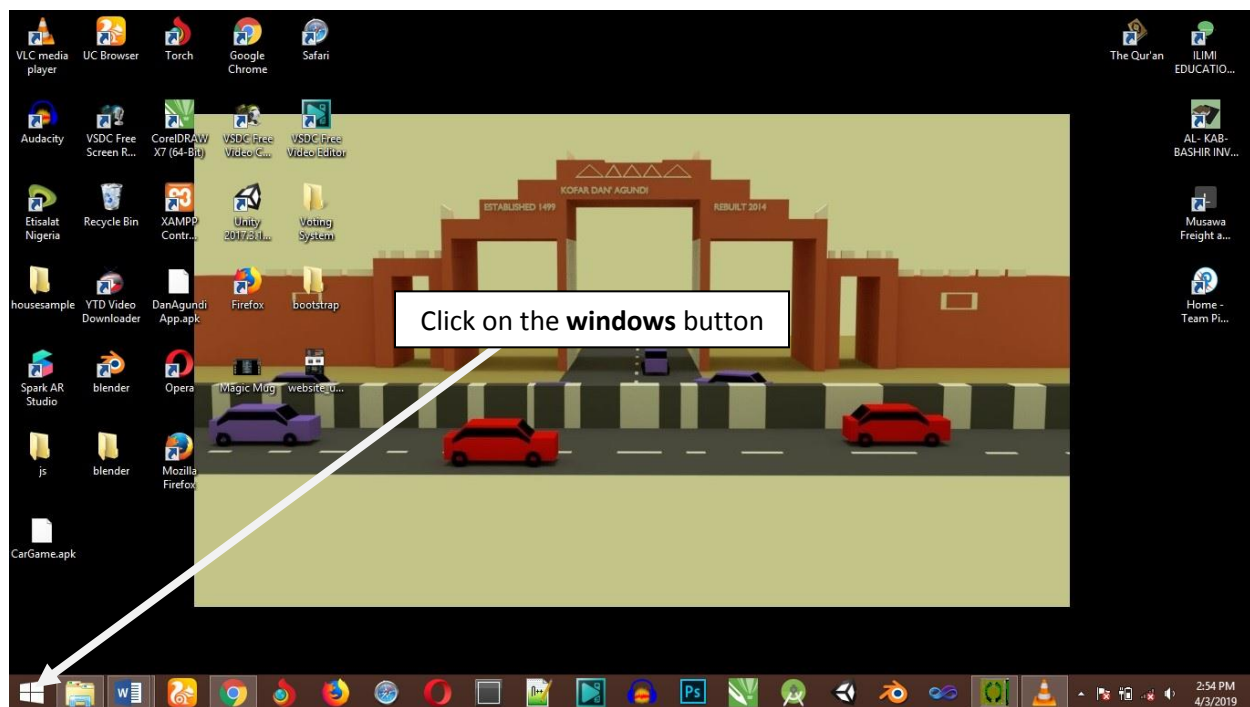 VLC media
player
UC Browser
Torch
Google
Chrome
Safari
The Qur'an
ILIMI
EDUCATIO...
Audacity
VSDC Free
Screen R...
CorelDRAW
X7 (64-Bit)
VSDC Free
Video C...
VSDC Free
Video Editor
AL- KAB-
BASHIR INV...
KOFAR DAN' AGUNDI
ESTABLISHED 1499
REBUILT 2014
Etisalat
Nigeria
Recycle Bin
XAMPP
Contr...
Unity
2017.3.1...
Voting
System
Musawa
Freight a...
housesample
YTD Video
Downloader
DanAgundi
App.apk
Firefox
bootstrap
Home -
Team Pi...
Click on the windows button
Spark AR
Studio
blender
Opera
Magic Mug
website_u...
js
blender
Mozilla
Firefox
CarGame.apk
W
Ps
2:54 PM
4/3/2019